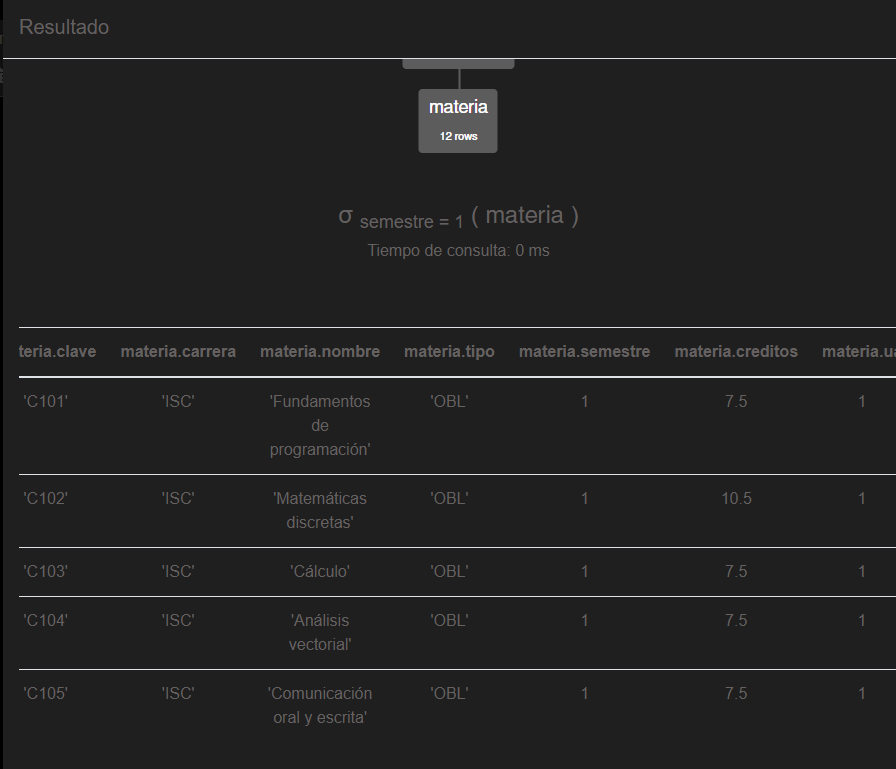 Resultado
materia
12 rows
σ semestre = 1 ( materia )
Tiempo de consulta: 0 ms
teria.clave materia.carrera materia.nombre materia.tipo materia.semestre materia.creditos materia.ua
'C101' 'ISC' 'Fundamentos 'OBL' 1 7.5 1
de
programación'
'C102' 'ISC' 'Matemáticas 'OBL' 1 10.5 1
discretas'
'C103' 'ISC' 'Cálculo' 'OBL' 1 7.5 1
'C104' 'ISC' 'Análisis 'OBL' 1 7.5 1
vectorial'
'C105' 'ISC' 'Comunicación 'OBL' 1 7.5 1
oral y escrita'